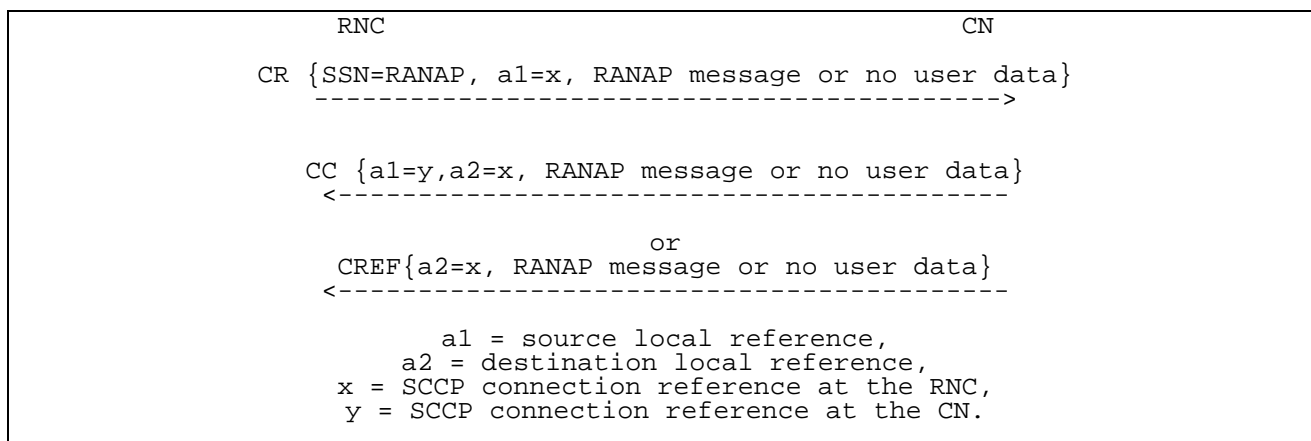 RNC CN
CR {SSN=RANAP, a1=x, RANAP message or no user data}
------------------------------------------->
CC {a1=y,a2=x, RANAP message or no user data}
<------------------------------------------
or
CREF{a2=x, RANAP message or no user data}
<------------------------------------------
a1 = source local reference,
a2 = destination local reference,
x = SCCP connection reference at the RNC,
y = SCCP connection reference at the CN.